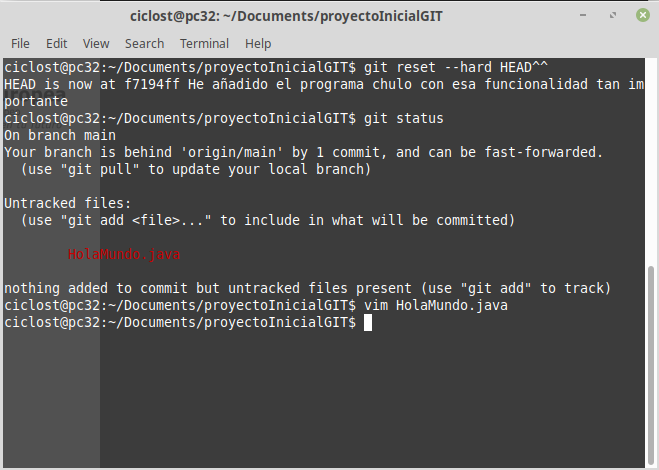 ciclost@pc32: ~/Documents/proyectoInicialGIT
File Edit View Search Terminal Help
ciclost@pc32:~/Documents/proyectoInicialGIT$ git reset --hard HEAD^^
HEAD is now at f7194ff He añadido el programa chulo con esa funcionalidad tan im
portante
ciclost@pc32:~/Documents/proyectoInicialGIT$ git status
On branch main
Your branch is behind 'origin/main' by 1 commit, and can be fast-forwarded.
  (use "git pull" to update your local branch)
Untracked files:
  (use "git add <file>..." to include in what will be committed)
        HolaMundo.java
nothing added to commit but untracked files present (use "git add" to track)
ciclost@pc32:~/Documents/proyectoInicialGIT$ vim HolaMundo.java
ciclost@pc32:~/Documents/proyectoInicialGIT$